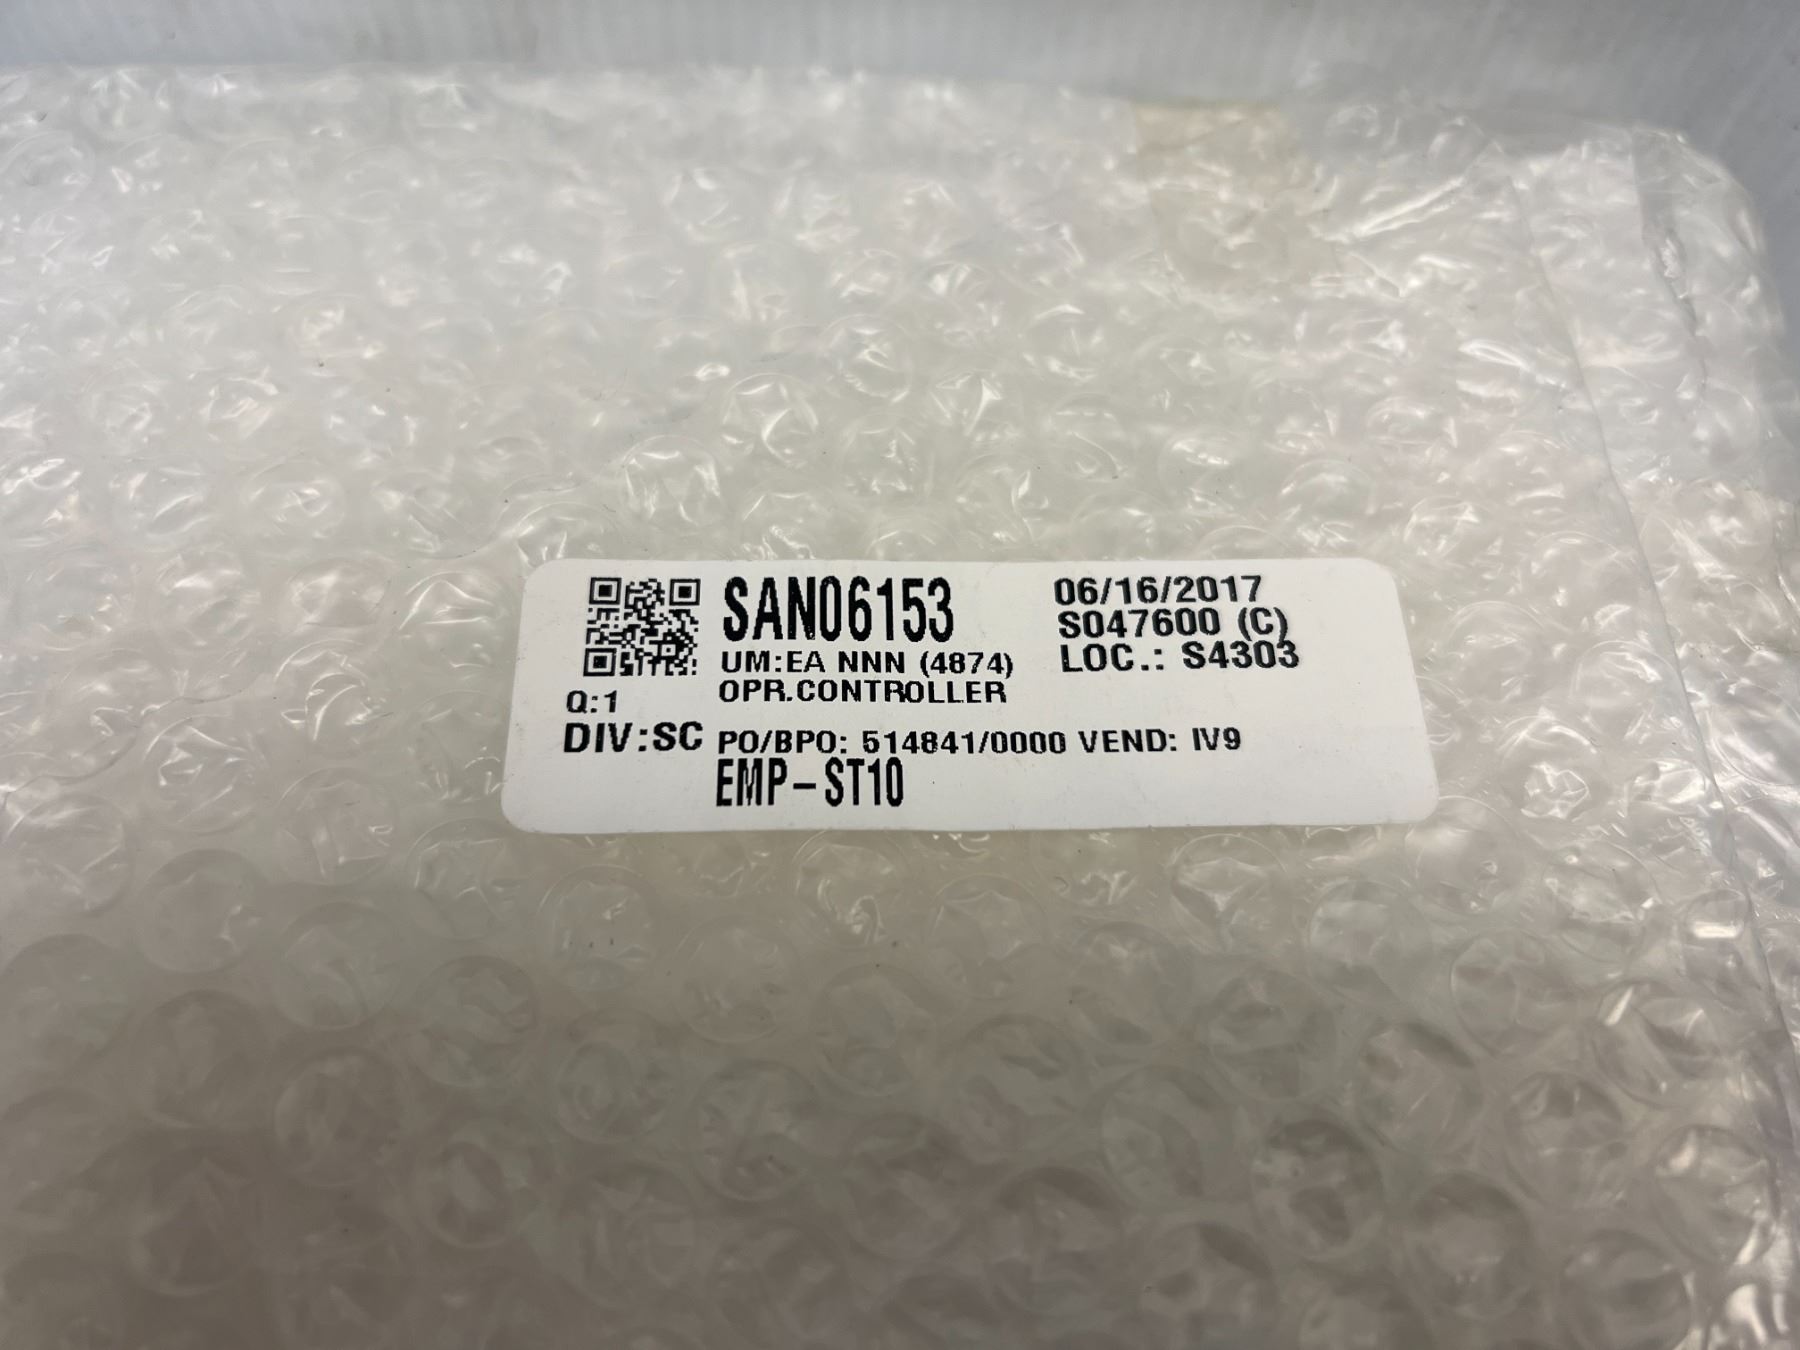 SAN06153
06/16/2017
S047600 (C)
UM:EA NNN (4874)
LOC.: S4303
OPR.CONTROLLER
Q:1
DIV:SC
PO/BPO: 514841/0000 VEND: IV9
EMP-ST10